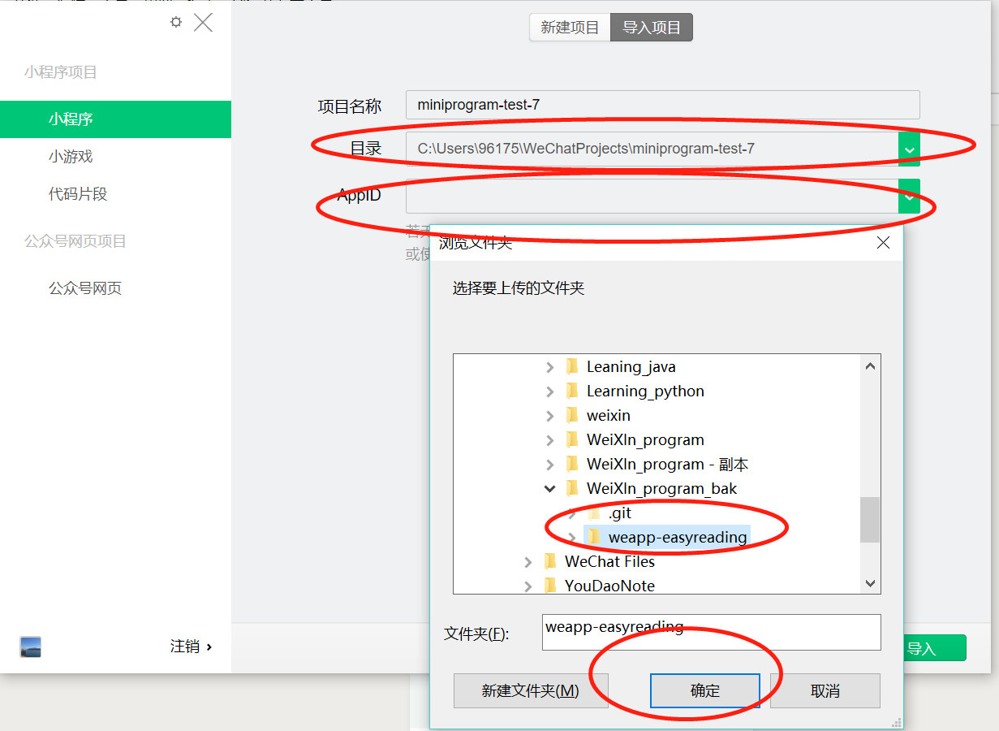 新建项目
导入项目
小程序项目
小程序
小游戏
代码片段
公众号网页项目
公众号网页
注销
项目名称
miniprogram-test-7
目录
C:\Users\96175\WeChatProjects\miniprogram-test-7
AppID
若
或使
浏览文件夹
选择要上传的文件夹
Leaning_java
Learning_python
weixin
WeiXIn_program
WeiXIn_program - 副本
WeiXIn_program_bak
.git
weapp-easyreading
WeChat Files
YouDaoNote
文件夹(F):
weapp-easyreading
新建文件夹(M)
确定
取消
导入